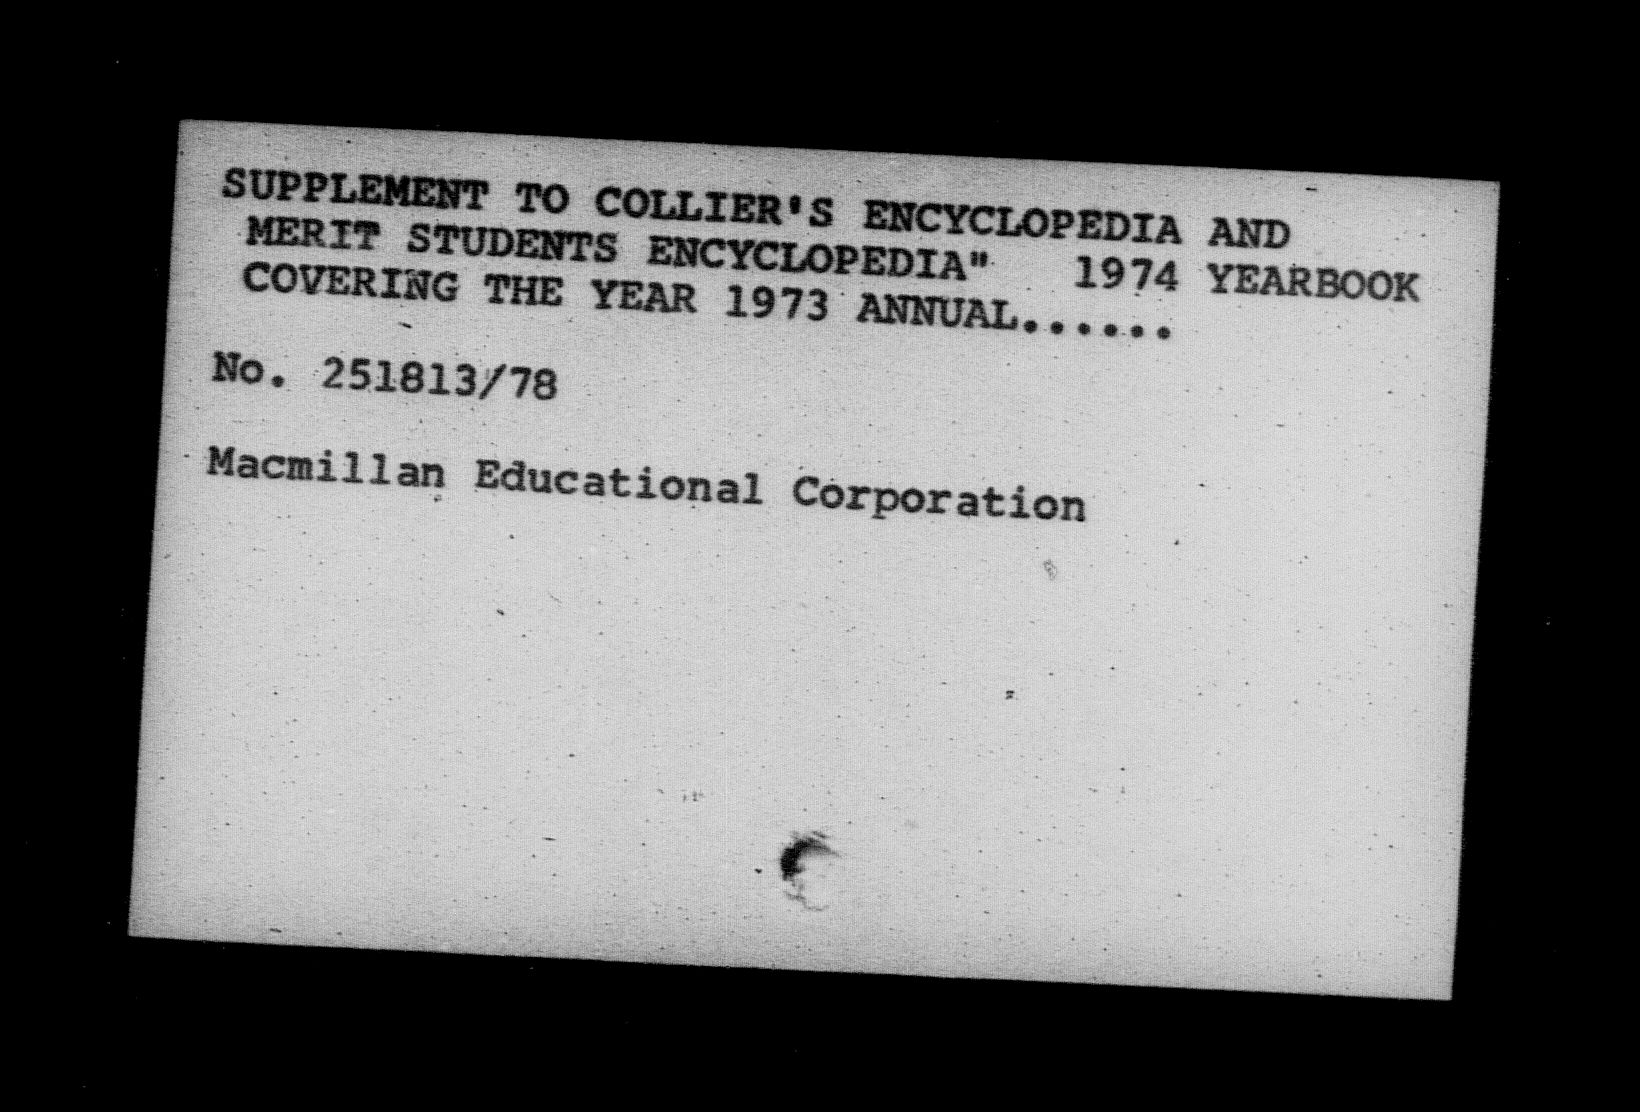 SUPPLEMENT TO COLLIER'S ENCYCLOPEDIA AND
MERIT STUDENTS ENCYCLOPEDIA" 1974 YEARBOOK
COVERING THE YEAR 1973 ANNUAL......
No. 251813/78
Macmillan Educational Corporation